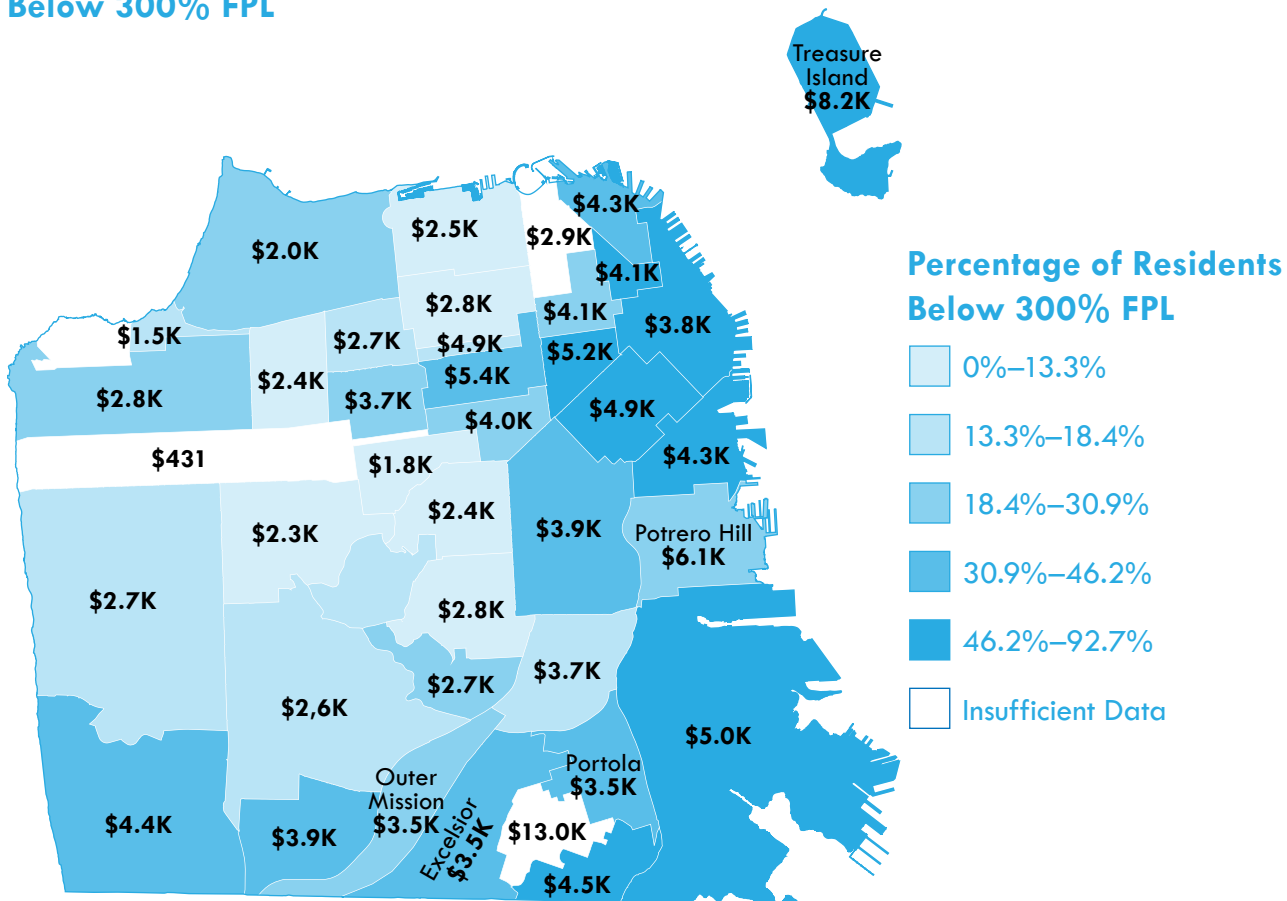 Below 300% FPL
Treasure
Island
$8.2K
$4.3K
$2.5K
$2.9K
$2.0K
$4.1K
$2.8K
$4.1K
$3.8K
$1.5K
$2.7K
$4.9K
$5.2K
$5.4K
$2.4K
$2.8K
$3.7K
$4.9K
$4.0K
$431
$1.8K
$4.3K
$2.4K
$2.3K
$3.9K
Potrero Hill
$6.1K
$2.7K
$2.8K
$3.7K
$2.7K
$2,6K
$5.0K
Portola
$3.5K
Outer
Mission
$3.5K
Excelsior
$3.5K
$4.4K
$3.9K
$13.0K
$4.5K
Percentage of Residents
Below 300% FPL
0%–13.3%
13.3%–18.4%
18.4%–30.9%
30.9%–46.2%
46.2%–92.7%
Insufficient Data